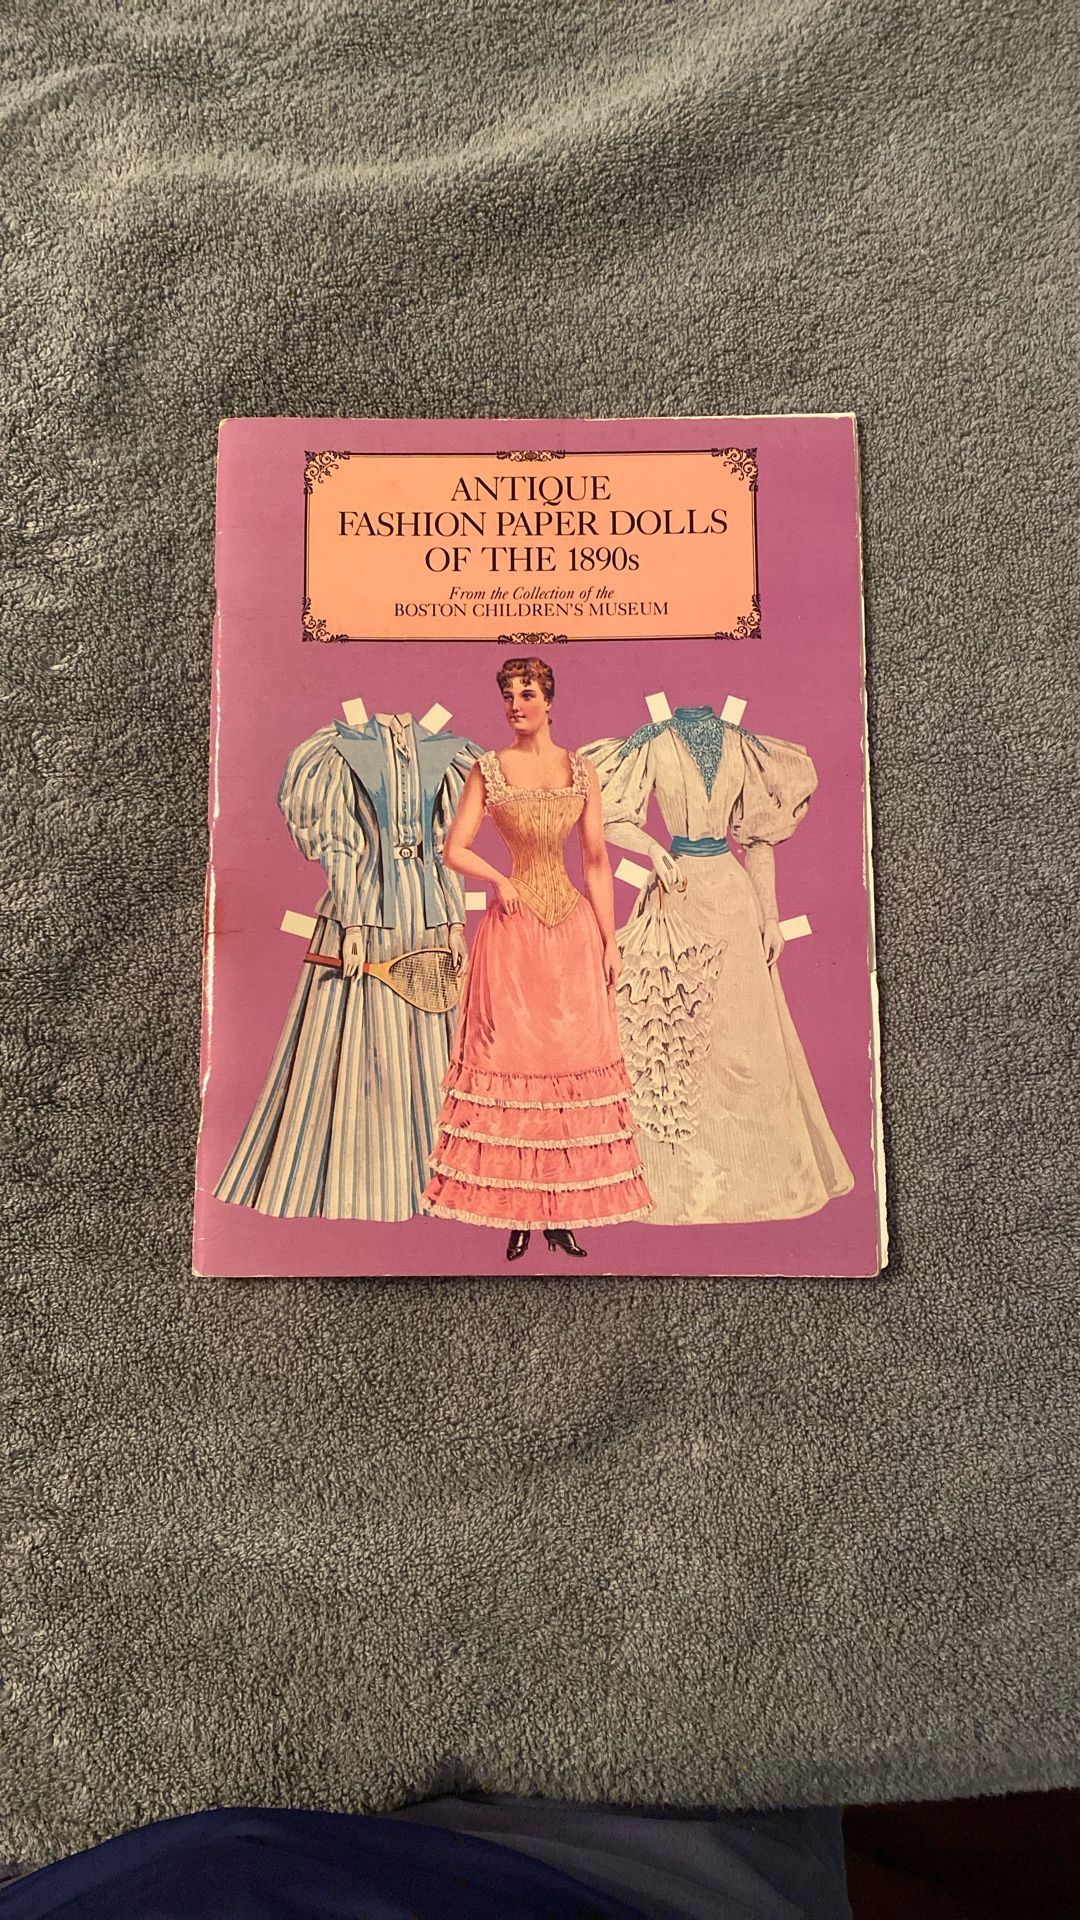 ANTIQUE
FASHION PAPER DOLLS
OF THE 1890s
From the Collection of the
BOSTON CHILDREN'S MUSEUM